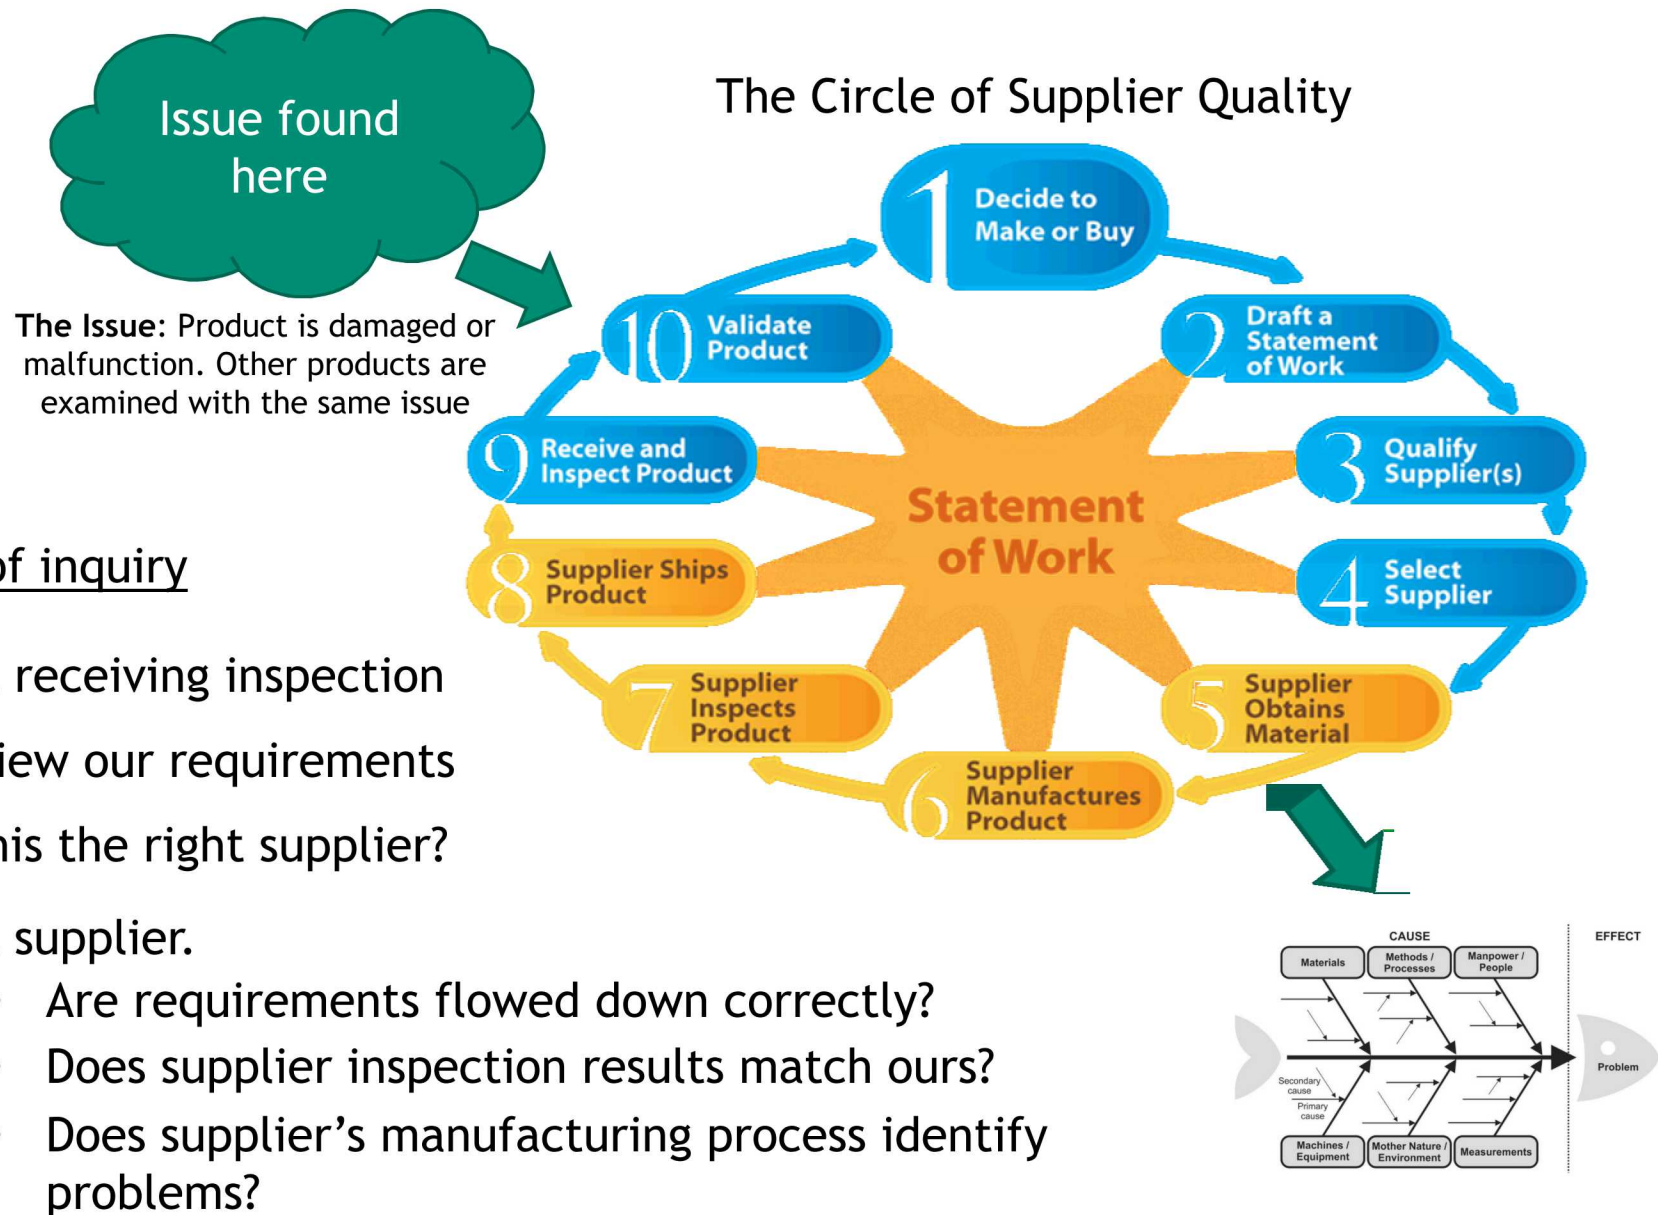 Issue found
here
The Circle of Supplier Quality
The Issue: Product is damaged or
malfunction. Other products are
examined with the same issue
1 Decide to
Make or Buy
2 Draft a
Statement
of Work
3 Qualify
Supplier(s)
4 Select
Supplier
5 Supplier
Obtains
Material
6 Supplier
Manufactures
Product
7 Supplier
Inspects
Product
8 Supplier Ships
Product
9 Receive and
Inspect Product
10 Validate
Product
Statement
of Work
of inquiry
receiving inspection
iew our requirements
his the right supplier?
supplier.
Are requirements flowed down correctly?
Does supplier inspection results match ours?
Does supplier’s manufacturing process identify
problems?
CAUSE
EFFECT
Materials
Methods /
Processes
Manpower /
People
Secondary
cause
Primary
cause
Problem
Machines /
Equipment
Mother Nature /
Environment
Measurements